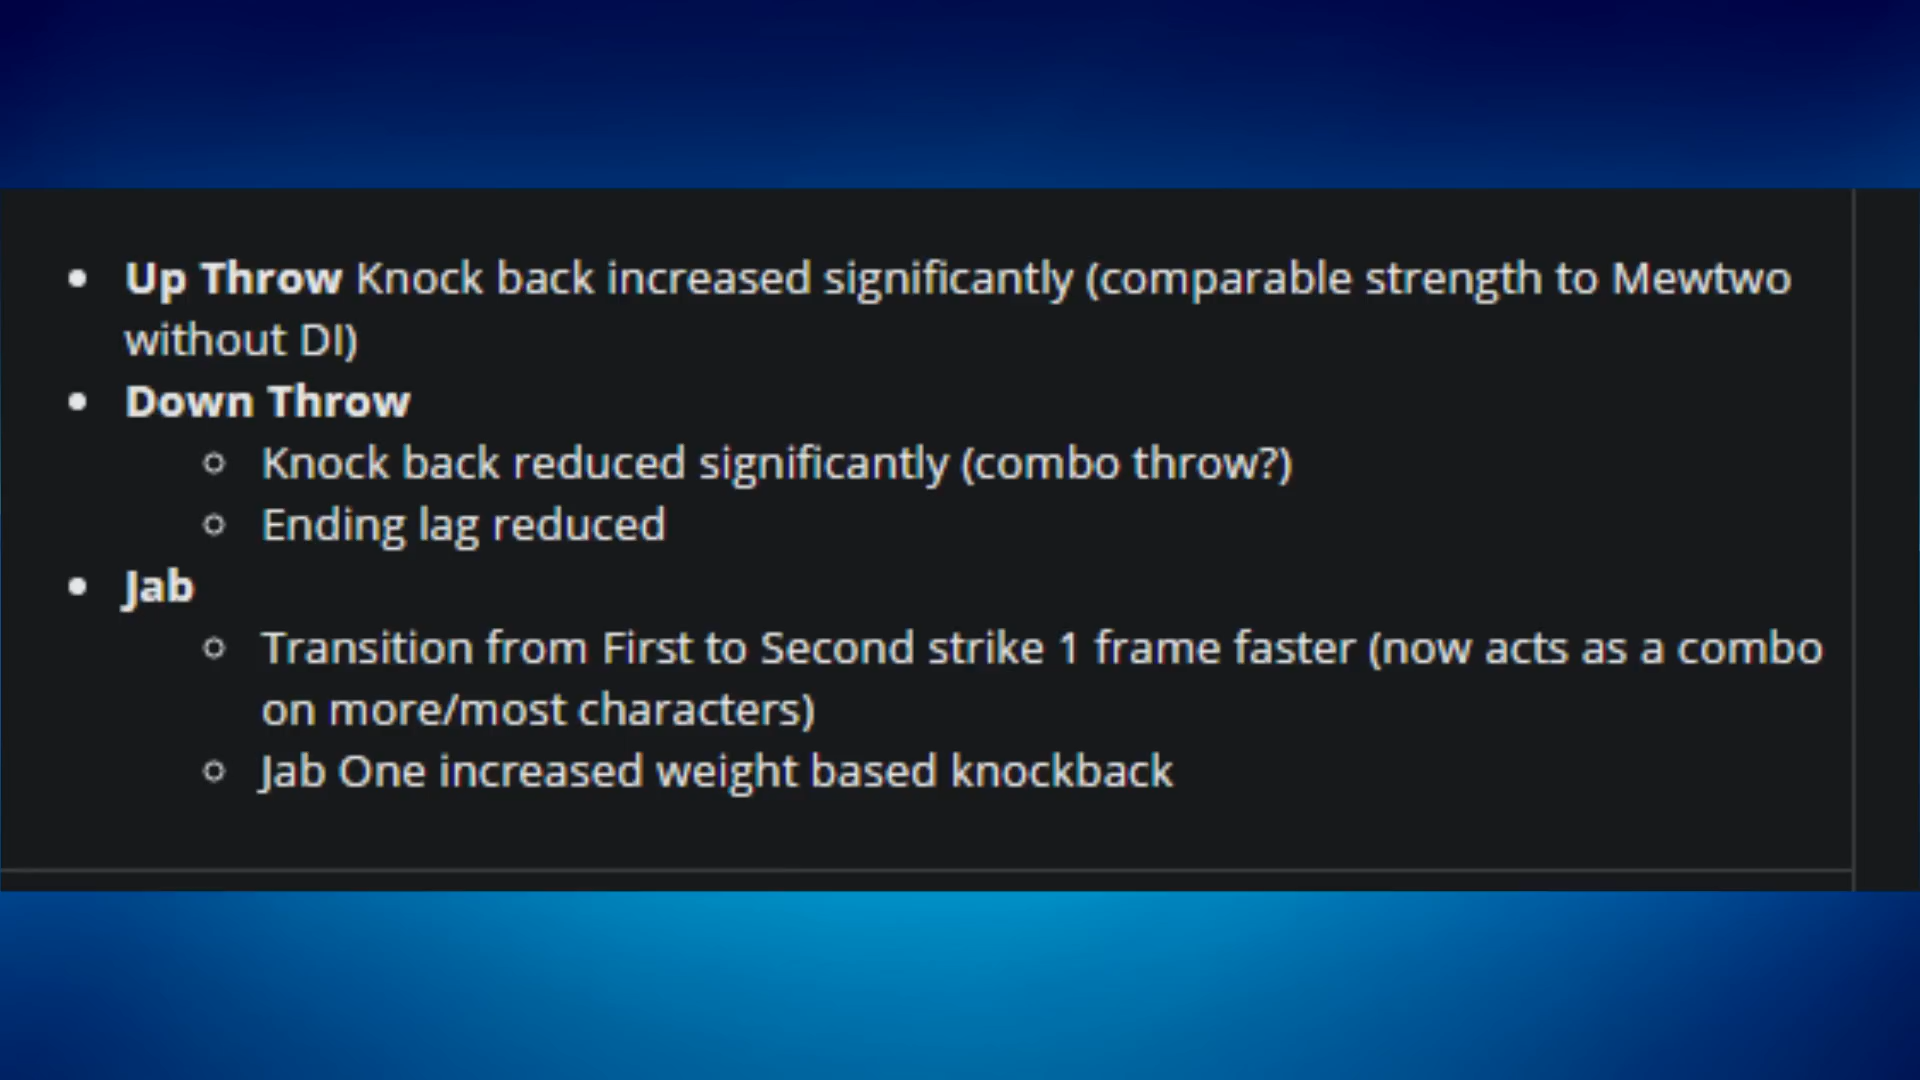 Up Throw Knock back increased significantly (comparable strength to Mewtwo
without DI)
Down Throw
Knock back reduced significantly (combo throw?)
Ending lag reduced
Jab
Transition from First to Second strike 1 frame faster (now acts as a combo
on more/most characters)
Jab One increased weight based knockback